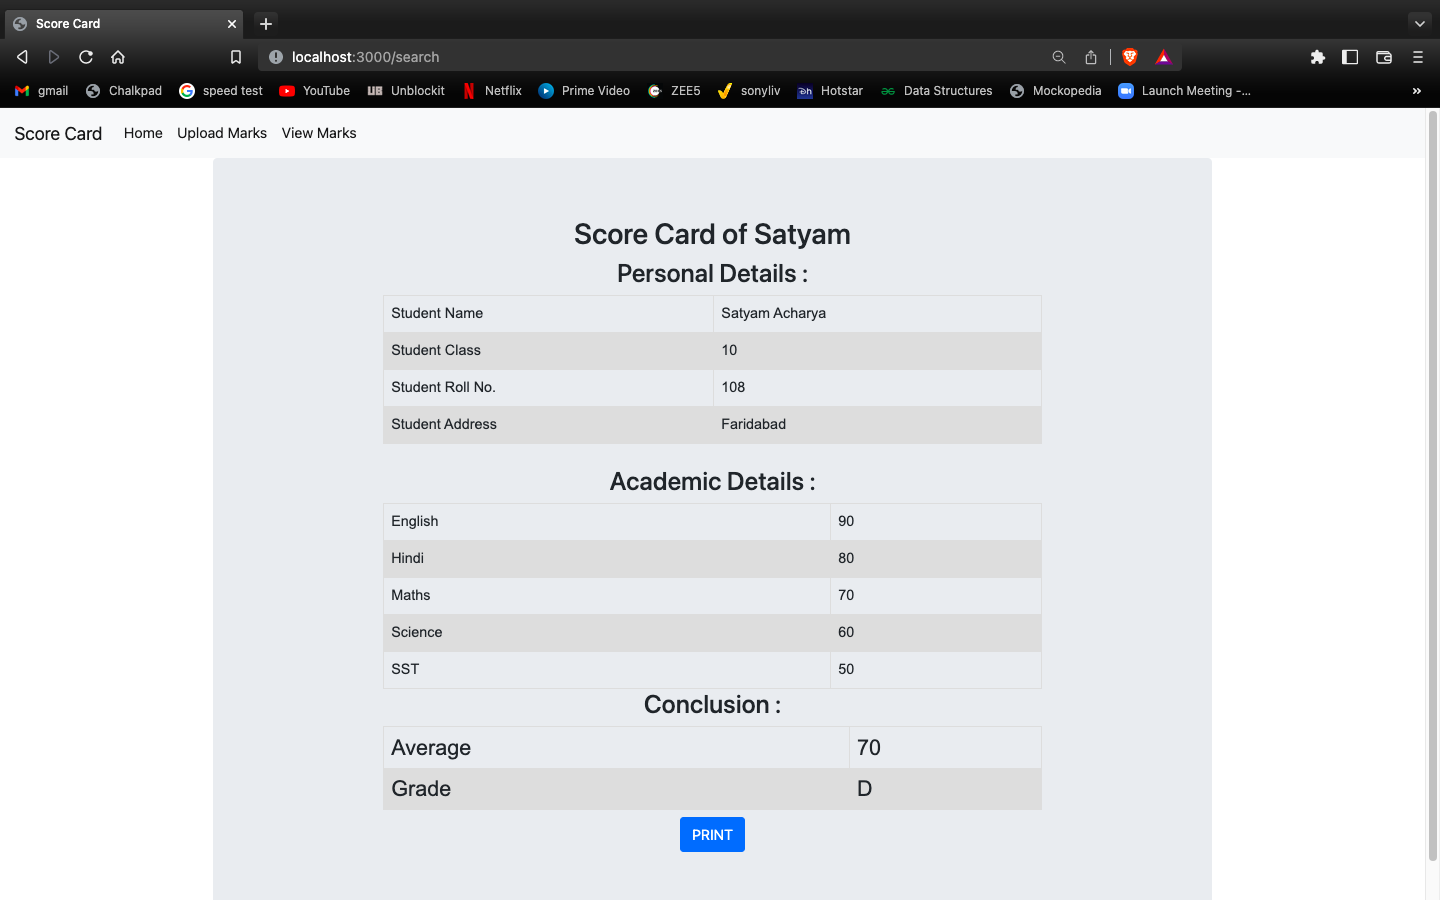 Score Card
localhost:3000/search
gmail Chalkpad speed test YouTube UB Unblockit Netflix Prime Video ZEE5 sonyliv Hotstar Data Structures Mockopedia Launch Meeting -...
Score Card Home Upload Marks View Marks
Score Card of Satyam
Personal Details :
Student Name Satyam Acharya
Student Class 10
Student Roll No. 108
Student Address Faridabad
Academic Details :
English 90
Hindi 80
Maths 70
Science 60
SST 50
Conclusion :
Average 70
Grade D
PRINT